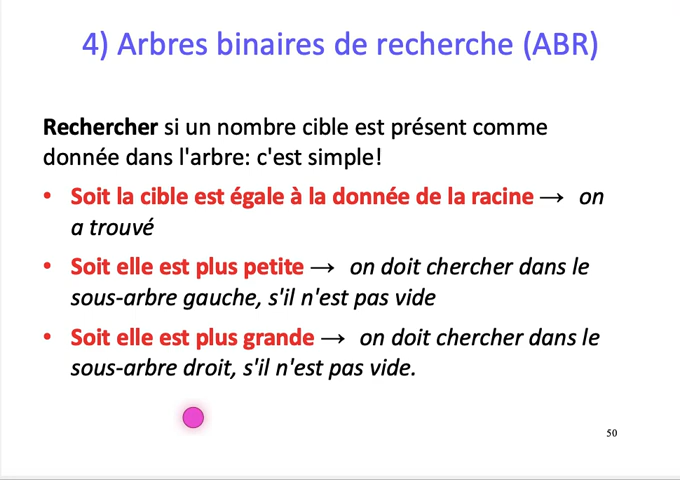 4) Arbres binaires de recherche (ABR)
Rechercher si un nombre cible est présent comme
donnée dans l'arbre: c'est simple!
• Soit la cible est égale à la donnée de la racine → on
a trouvé
• Soit elle est plus petite → on doit chercher dans le
sous-arbre gauche, s'il n'est pas vide
• Soit elle est plus grande → on doit chercher dans le
sous-arbre droit, s'il n'est pas vide.
50